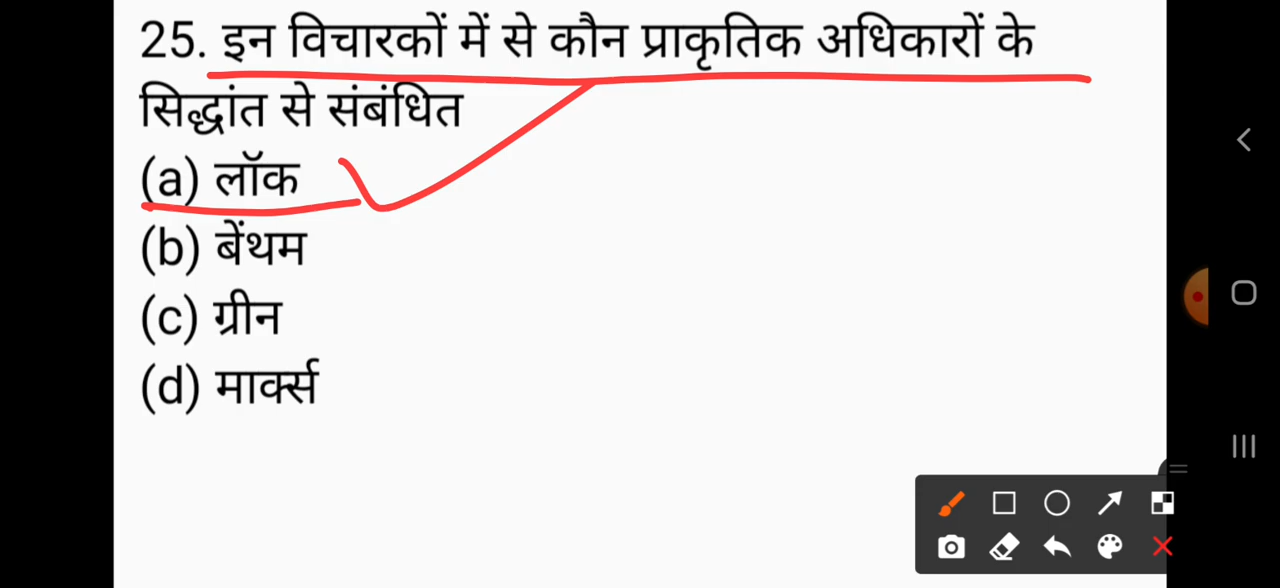 25. इन विचारकों में से कौन प्राकृतिक अधिकारों के
सिद्धांत से संबंधित
(a) लॉक
(b) बेंथम
(c) ग्रीन
(d) मार्क्स